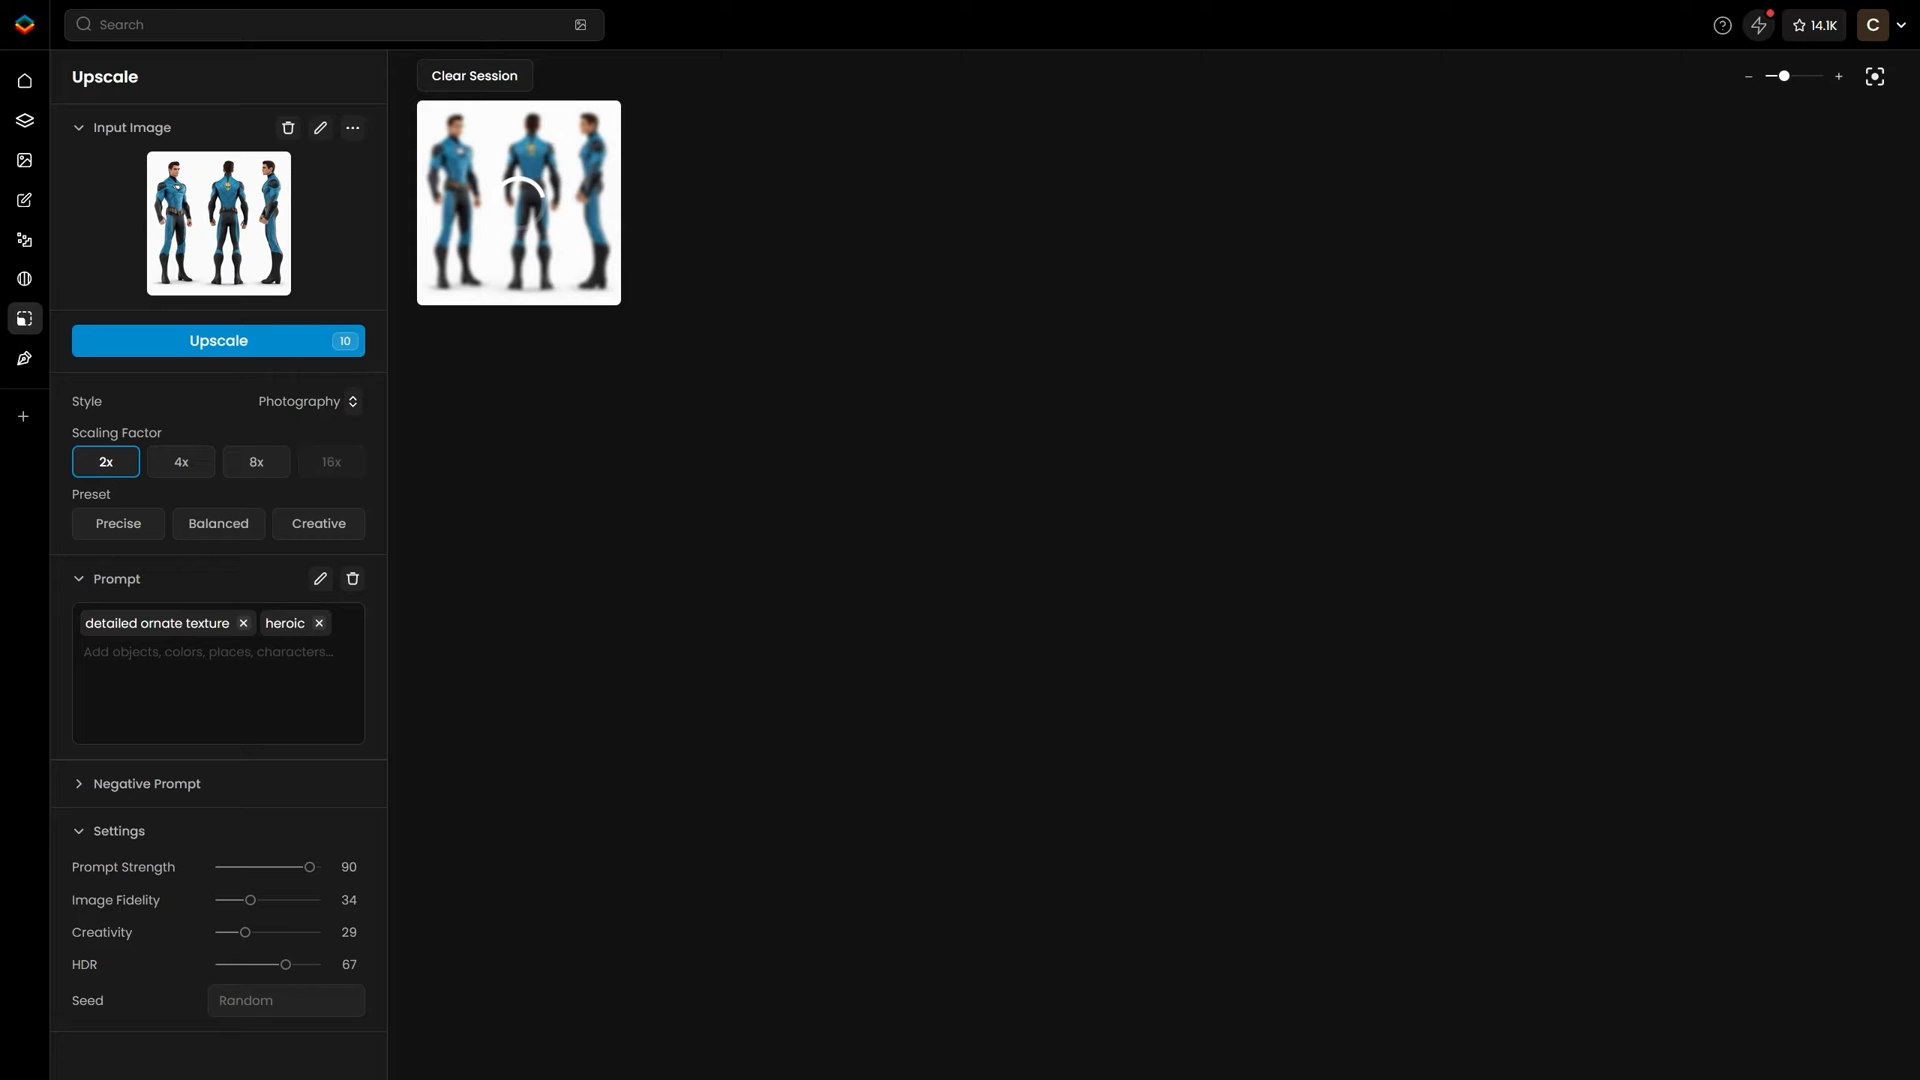 Search
14.1K
C
Upscale
Clear Session
Input Image
Upscale 10
Style Photography
Scaling Factor
2x 4x 8x 16x
Preset
Precise Balanced Creative
Prompt
detailed ornate texture heroic
Add objects, colors, places, characters...
Negative Prompt
Settings
Prompt Strength 90
Image Fidelity 34
Creativity 29
HDR 67
Seed Random